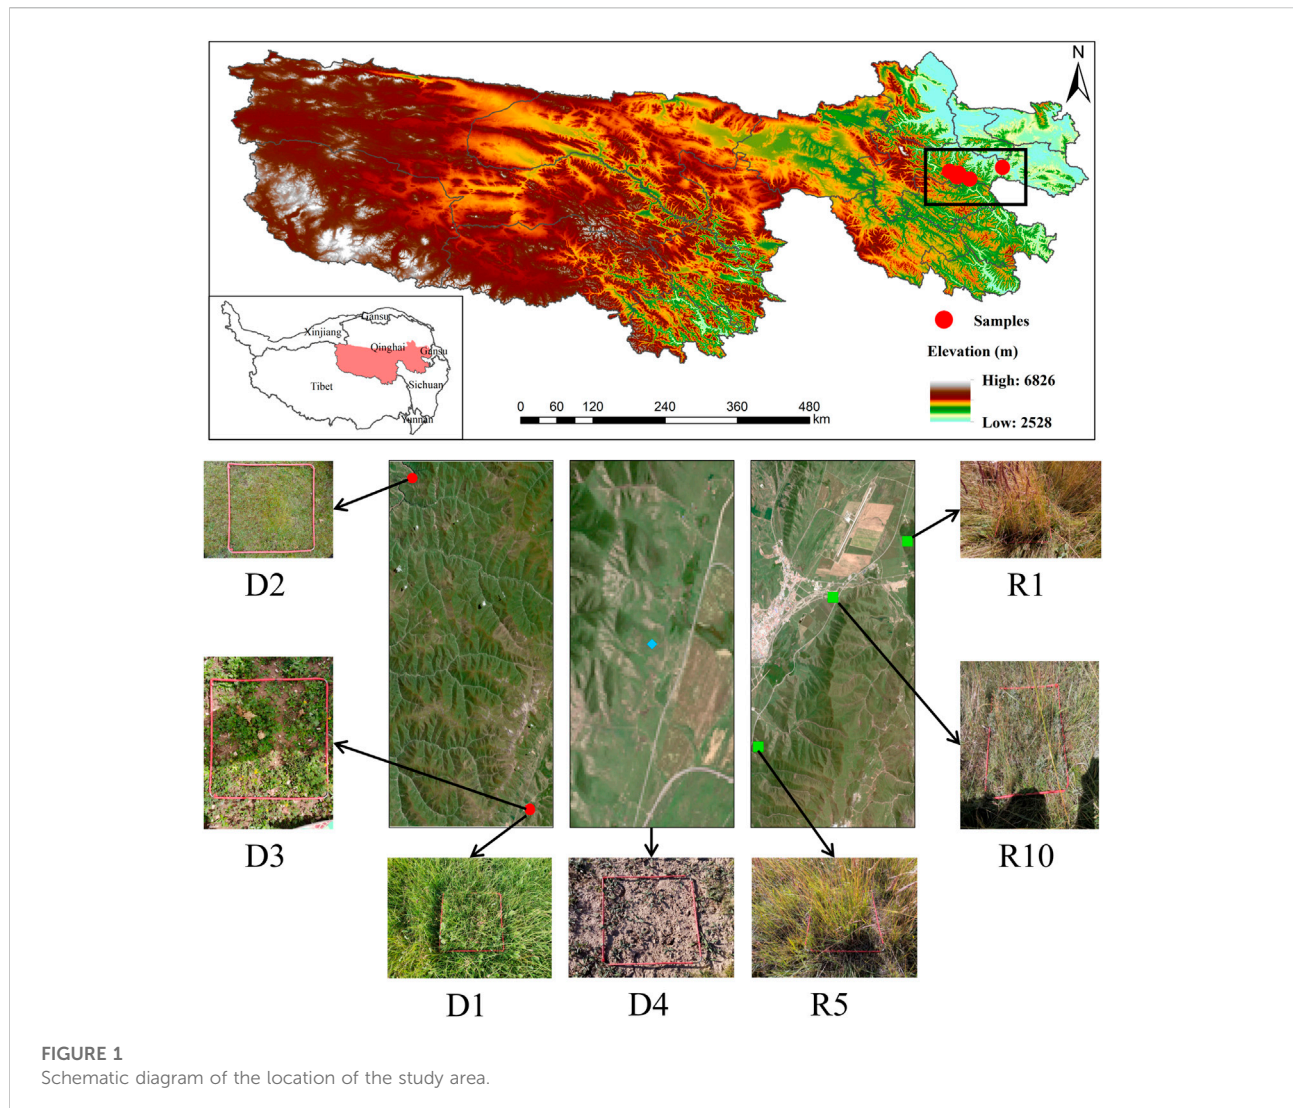 N
Samples
Elevation (m)
High: 6826
Low: 2528
0 30 60 120 240 360 480
km
Gansu
Xinjiang
Qinghai
Gansu
Tibet
Sichuan
Yunnan
D2
R1
D3
R10
D1
D4
R5
FIGURE 1
Schematic diagram of the location of the study area.